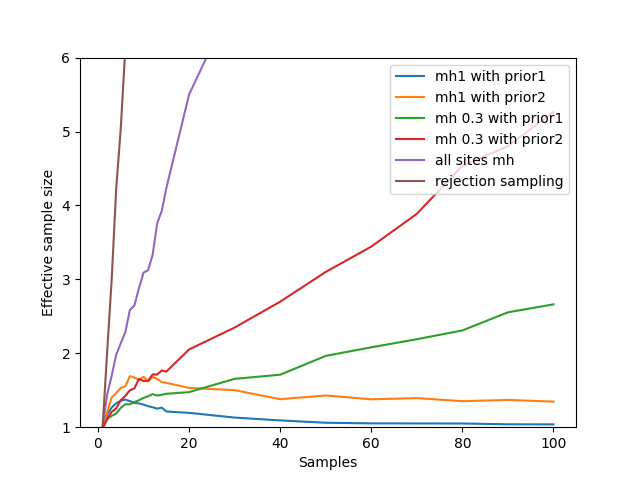 6
5
4
3
2
1
Effective sample size
0
20
40
60
80
100
Samples
mh1 with prior1
mh1 with prior2
mh 0.3 with prior1
mh 0.3 with prior2
all sites mh
rejection sampling